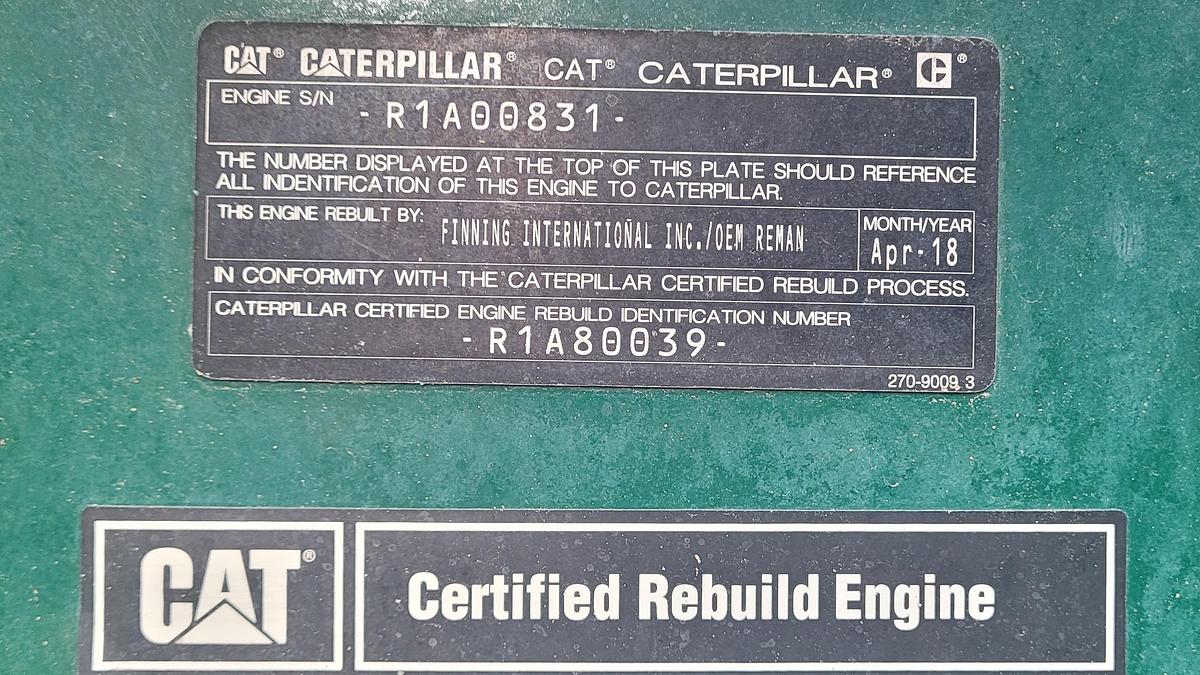 CAT® CATERPILLAR® CAT® CATERPILLAR® ®
ENGINE S/N
-R1A00831-
THE NUMBER DISPLAYED AT THE TOP OF THIS PLATE SHOULD REFERENCE
ALL INDENTIFICATION OF THIS ENGINE TO CATERPILLAR.
THIS ENGINE REBUILT BY: FINNING INTERNATIONAL INC./OEM REMAN
MONTH/YEAR
Apr-18
IN CONFORMITY WITH THE CATERPILLAR CERTIFIED REBUILD PROCESS.
CATERPILLAR CERTIFIED ENGINE REBUILD IDENTIFICATION NUMBER
-R1A80039-
270-9009 3
CAT® Certified Rebuild Engine